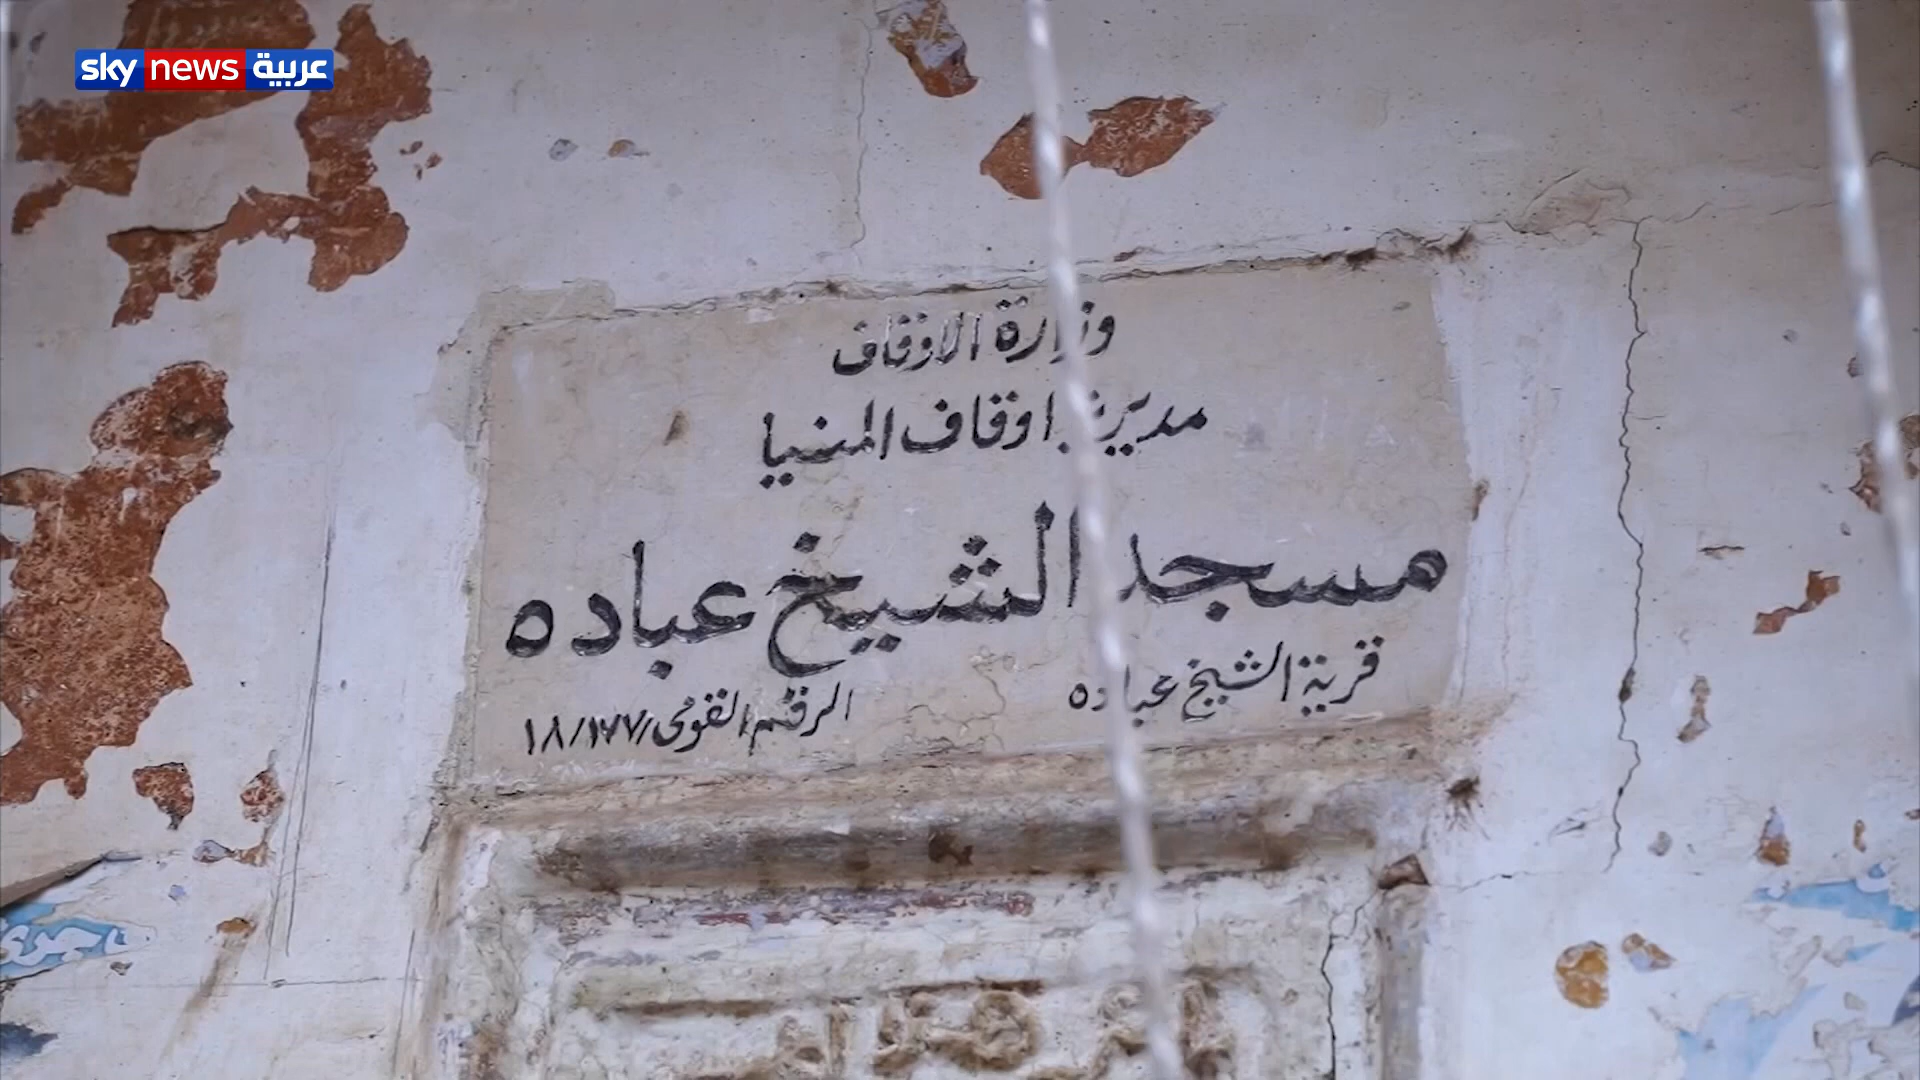 sky news عربية
وزارة الاوقاف
مديرية اوقاف المنيا
مسجد الشيخ عباده
قرية الشيخ عباده
الرقم القومى/١٨/١٧٧